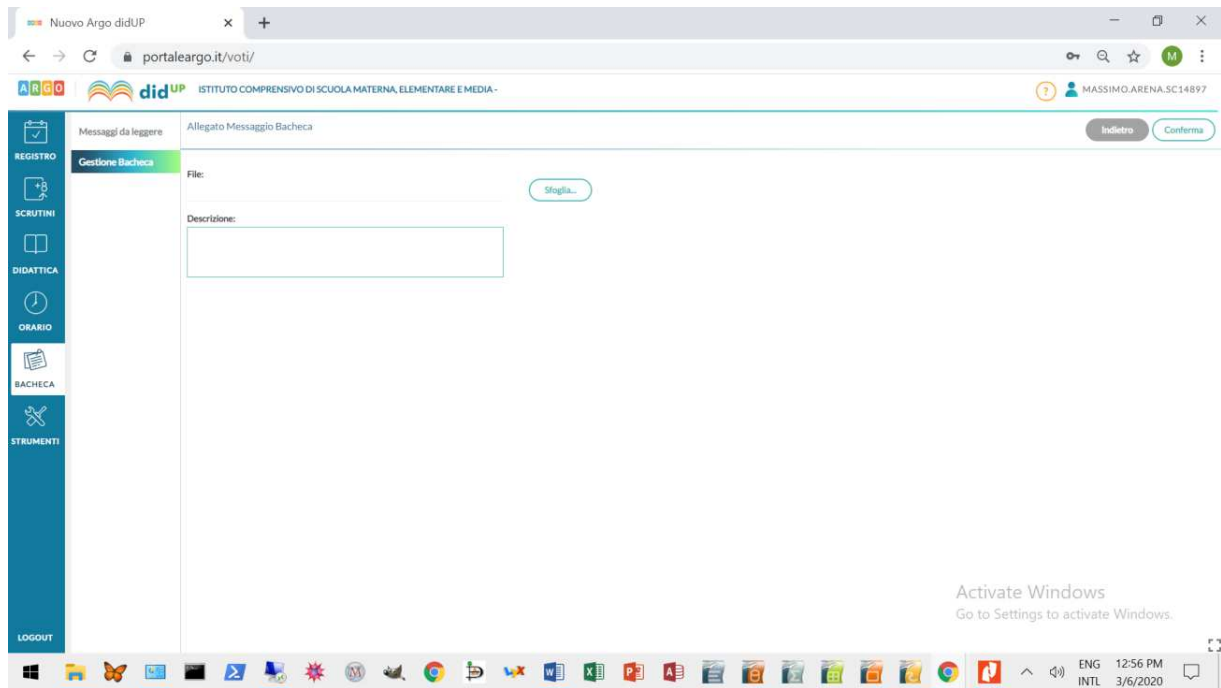 Nuovo Argo didUP
portaleargo.it/voti/
M
ARGO
didUP ISTITUTO COMPRENSIVO DI SCUOLA MATERNA, ELEMENTARE E MEDIA -
? MASSIMO.ARENA.SC14897
REGISTRO
+8
SCRUTINI
DIDATTICA
ORARIO
BACHECA
STRUMENTI
LOGOUT
Messaggi da leggere
Gestione Bacheca
Allegato Messaggio Bacheca
Indietro
Conferma
File:
Sfoglia...
Descrizione:
Activate Windows
Go to Settings to activate Windows.
ENG 12:56 PM
INTL 3/6/2020